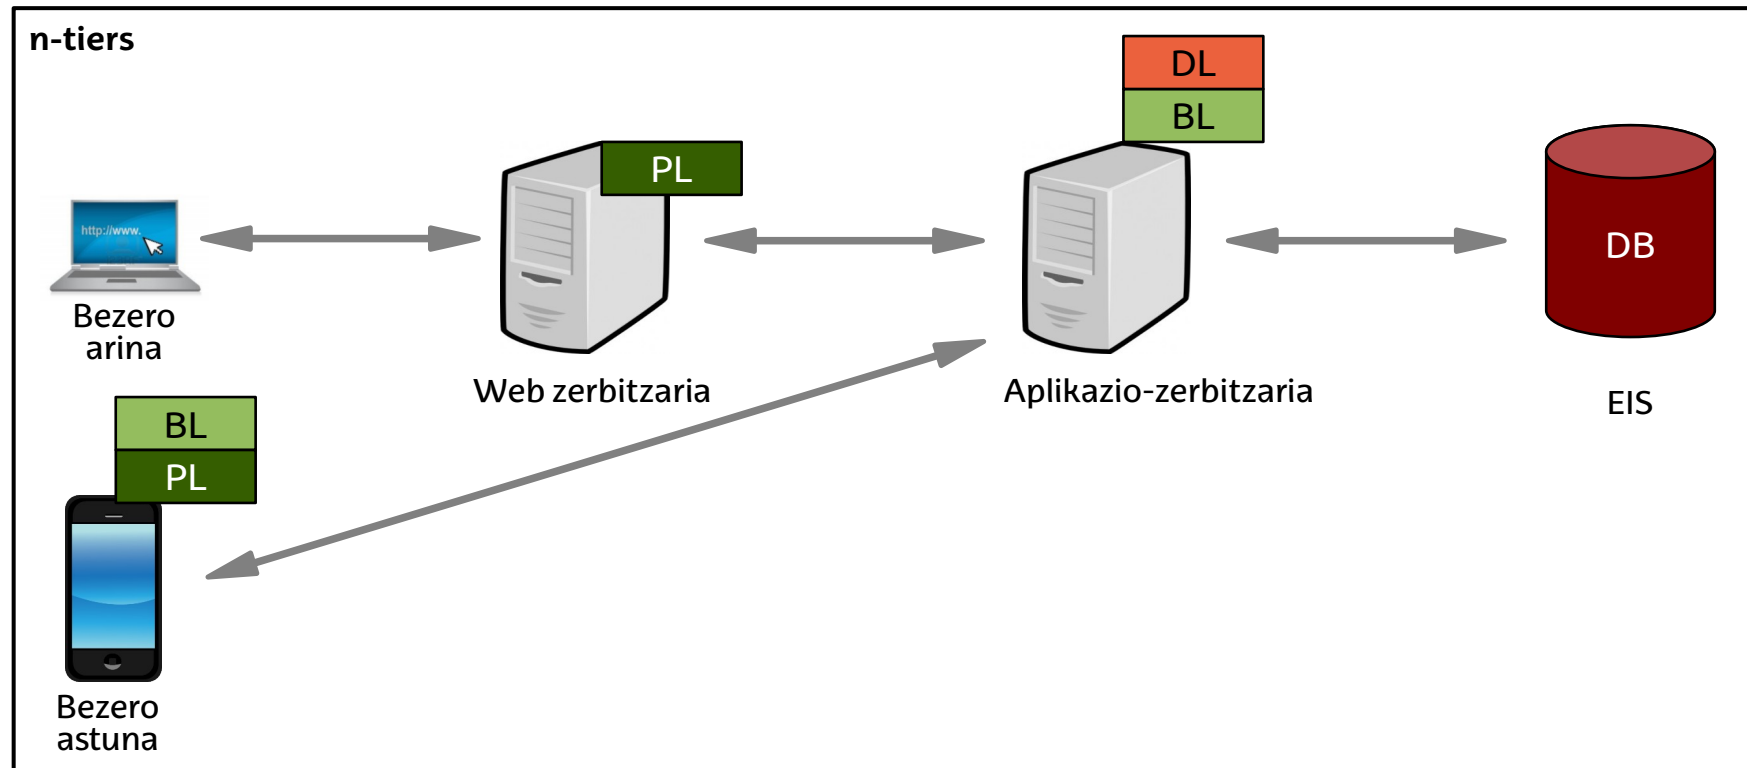 n-tiers
DL
BL
PL
http://www.
DB
Bezero
arina
Web zerbitzaria
Aplikazio-zerbitzaria
EIS
BL
PL
Bezero
astuna